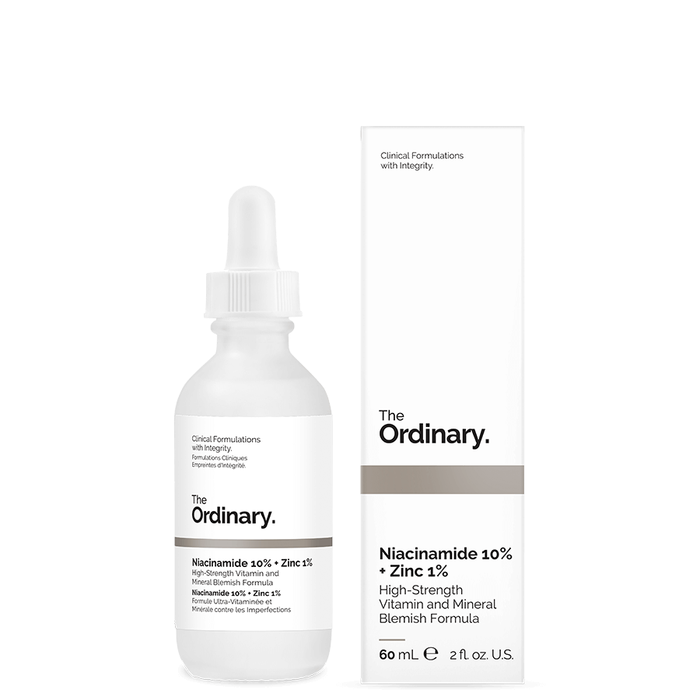 Clinical Formulations
with Integrity.
Formulations Cliniques
Empreintes d'Intégrité.
The
Ordinary.
Niacinamide 10% + Zinc 1%
High-Strength Vitamin and
Mineral Blemish Formula
Niacinamide 10% + Zinc 1%
Formule Ultra-Vitaminée et
Minérale contre les Imperfections
Clinical Formulations
with Integrity.
The
Ordinary.
Niacinamide 10%
+ Zinc 1%
High-Strength
Vitamin and Mineral
Blemish Formula
60 mL ℮ 2 fl. oz. U.S.